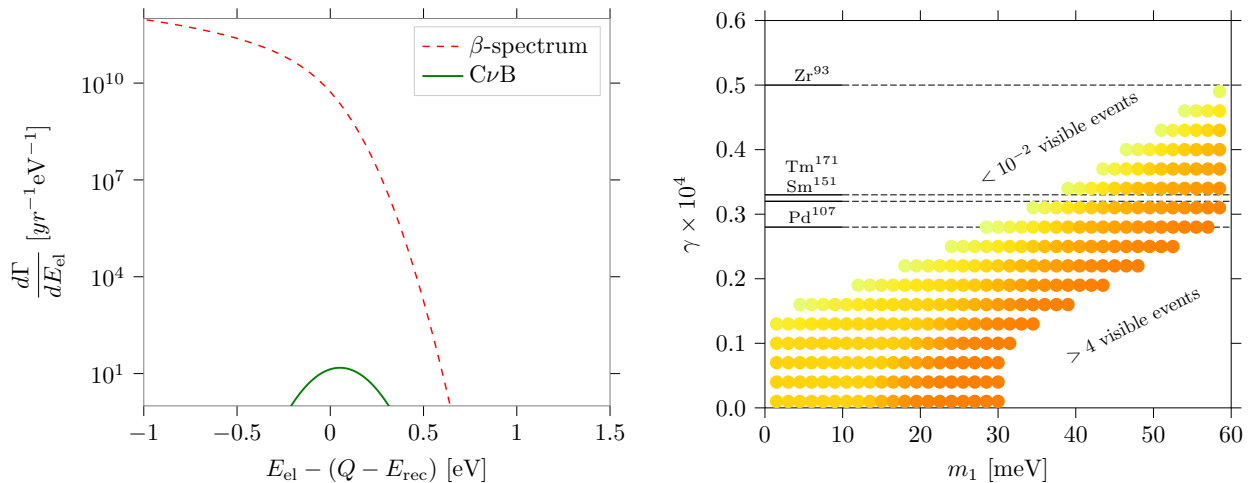 β-spectrum
CνB
10^10
10^7
10^4
10^1
dΓ/dE_el [yr^−1 eV^−1]
−1 −0.5 0 0.5 1 1.5
E_el − (Q − E_rec) [eV]
0.6
0.5
0.4
0.3
0.2
0.1
0.0
γ × 10^4
Zr^93
< 10^−2 visible events
Tm^171
Sm^151
Pd^107
> 4 visible events
0 10 20 30 40 50 60
m_1 [meV]